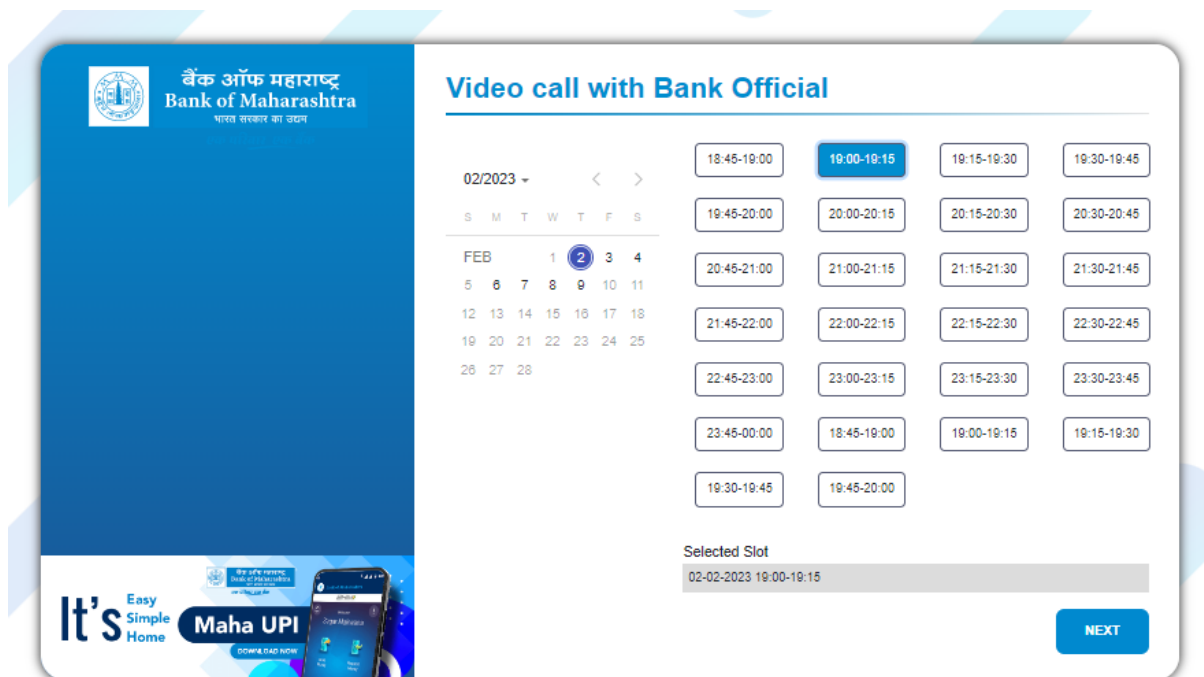 बैंक ऑफ महाराष्ट्र
Bank of Maharashtra
भारत सरकार का उद्यम
Video call with Bank Official
02/2023
S M T W T F S
FEB 1 2 3 4
5 6 7 8 9 10 11
12 13 14 15 16 17 18
19 20 21 22 23 24 25
26 27 28
18:45-19:00 19:00-19:15 19:15-19:30 19:30-19:45
19:45-20:00 20:00-20:15 20:15-20:30 20:30-20:45
20:45-21:00 21:00-21:15 21:15-21:30 21:30-21:45
21:45-22:00 22:00-22:15 22:15-22:30 22:30-22:45
22:45-23:00 23:00-23:15 23:15-23:30 23:30-23:45
23:45-00:00 18:45-19:00 19:00-19:15 19:15-19:30
19:30-19:45 19:45-20:00
Selected Slot
02-02-2023 19:00-19:15
NEXT
बैंक ऑफ महाराष्ट्र
Bank of Maharashtra
It's Easy
Simple
Home
Maha UPI
DOWNLOAD NOW